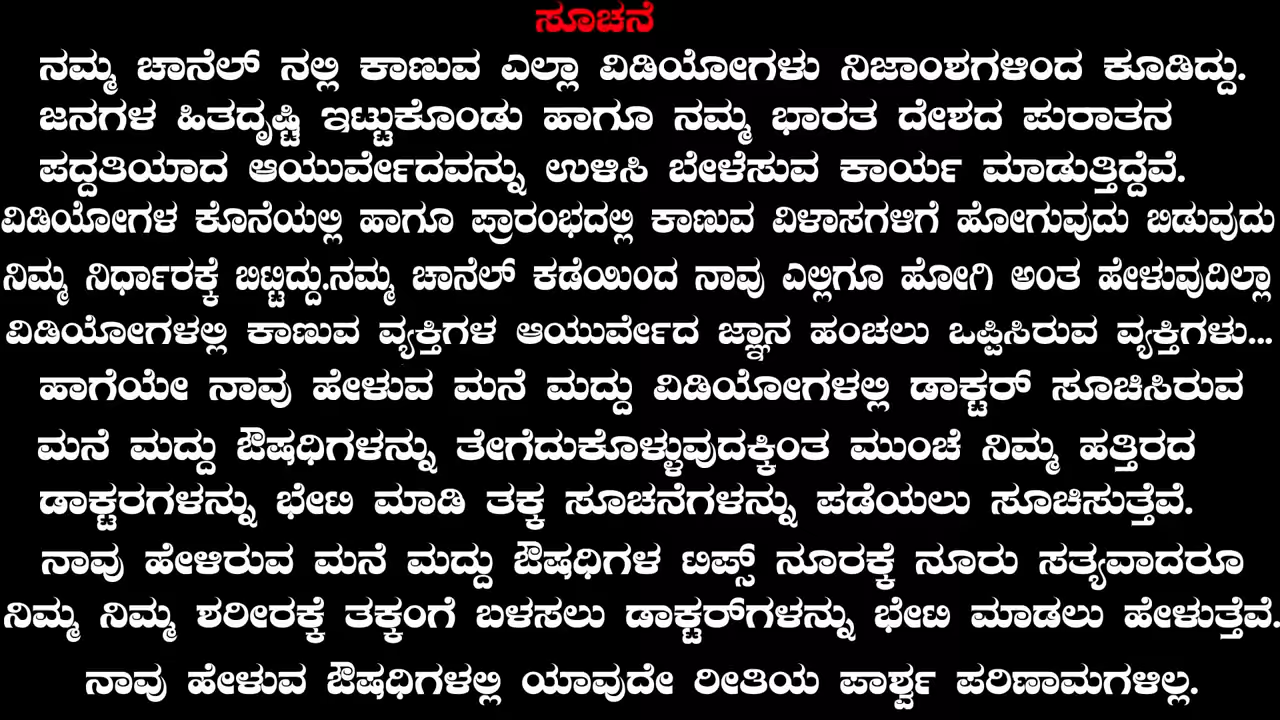 ಸೂಚನೆ
ನಮ್ಮ ಚಾನೆಲ್ ನಲ್ಲಿ ಕಾಣುವ ಎಲ್ಲಾ ವಿಡಿಯೋಗಳು ನಿಜಾಂಶಗಳಿಂದ ಕೂಡಿದ್ದು.
ಜನಗಳ ಹಿತದೃಷ್ಟಿ ಇಟ್ಟುಕೊಂಡು ಹಾಗೂ ನಮ್ಮ ಭಾರತ ದೇಶದ ಪುರಾತನ
ಪದ್ದತಿಯಾದ ಆಯುರ್ವೇದವನ್ನು ಉಳಿಸಿ ಬೇಳೆಸುವ ಕಾರ್ಯ ಮಾಡುತ್ತಿದ್ದೆವೆ.
ವಿಡಿಯೋಗಳ ಕೊನೆಯಲ್ಲಿ ಹಾಗೂ ಪ್ರಾರಂಭದಲ್ಲಿ ಕಾಣುವ ವಿಳಾಸಗಳಿಗೆ ಹೋಗುವುದು ಬಿಡುವುದು
ನಿಮ್ಮ ನಿರ್ಧಾರಕ್ಕೆ ಬಿಟ್ಟಿದ್ದು.ನಮ್ಮ ಚಾನೆಲ್ ಕಡೆಯಿಂದ ನಾವು ಎಲ್ಲಿಗೂ ಹೋಗಿ ಅಂತ ಹೇಳುವುದಿಲ್ಲಾ
ವಿಡಿಯೋಗಳಲ್ಲಿ ಕಾಣುವ ವ್ಯಕ್ತಿಗಳ ಆಯುರ್ವೇದ ಜ್ಞಾನ ಹಂಚಲು ಒಪ್ಪಿಸಿರುವ ವ್ಯಕ್ತಿಗಳು...
ಹಾಗೆಯೇ ನಾವು ಹೇಳುವ ಮನೆ ಮದ್ದು ವಿಡಿಯೋಗಳಲ್ಲಿ ಡಾಕ್ಟರ್ ಸೂಚಿಸಿರುವ
ಮನೆ ಮದ್ದು ಔಷಧಿಗಳನ್ನು ತೇಗೆದುಕೊಳ್ಳುವುದಕ್ಕಿಂತ ಮುಂಚೆ ನಿಮ್ಮ ಹತ್ತಿರದ
ಡಾಕ್ಟರಗಳನ್ನು ಭೇಟಿ ಮಾಡಿ ತಕ್ಕ ಸೂಚನೆಗಳನ್ನು ಪಡೆಯಲು ಸೂಚಿಸುತ್ತೆವೆ.
ನಾವು ಹೇಳಿರುವ ಮನೆ ಮದ್ದು ಔಷಧಿಗಳ ಟಿಪ್ಸ್ ನೂರಕ್ಕೆ ನೂರು ಸತ್ಯವಾದರೂ
ನಿಮ್ಮ ನಿಮ್ಮ ಶರೀರಕ್ಕೆ ತಕ್ಕಂಗೆ ಬಳಸಲು ಡಾಕ್ಟರ್‌ಗಳನ್ನು ಭೇಟಿ ಮಾಡಲು ಹೇಳುತ್ತೆವೆ.
ನಾವು ಹೇಳುವ ಔಷಧಿಗಳಲ್ಲಿ ಯಾವುದೇ ರೀತಿಯ ಪಾರ್ಶ್ವ ಪರಿಣಾಮಗಳಿಲ್ಲ.